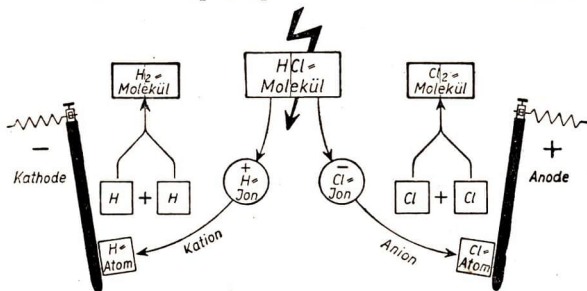 HCl=
Molekül
H₂=
Molekül
Cl₂=
Molekül
−
Kathode
+
Anode
H + H
Cl + Cl
+
H=
Jon
−
Cl=
Jon
Kation
Anion
H=
Atom
Cl=
Atom